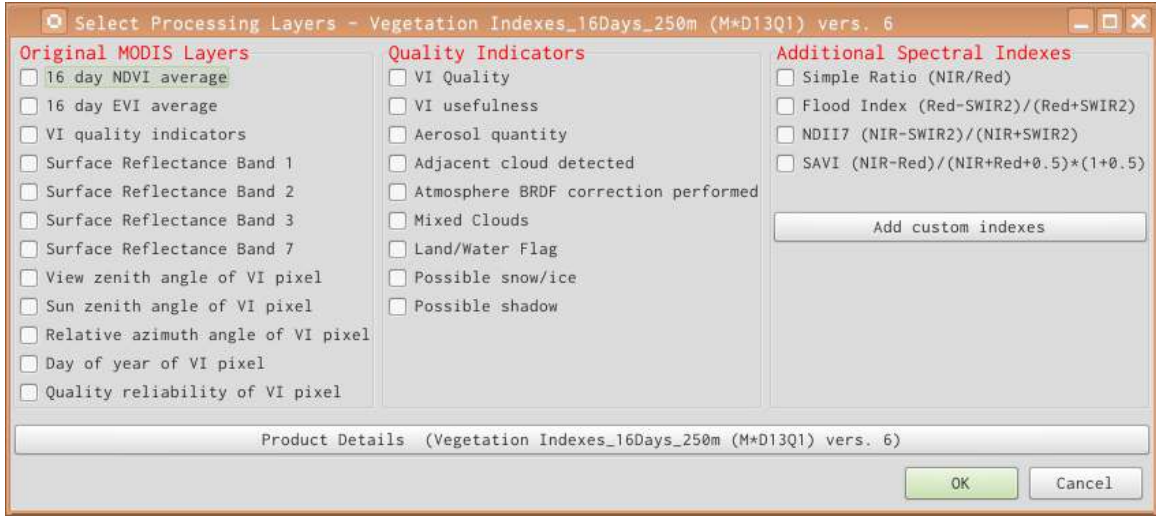 Select Processing Layers - Vegetation Indexes_16Days_250m (M*D13Q1) vers. 6
Original MODIS Layers
16 day NDVI average
16 day EVI average
VI quality indicators
Surface Reflectance Band 1
Surface Reflectance Band 2
Surface Reflectance Band 3
Surface Reflectance Band 7
View zenith angle of VI pixel
Sun zenith angle of VI pixel
Relative azimuth angle of VI pixel
Day of year of VI pixel
Quality reliability of VI pixel
Quality Indicators
VI Quality
VI usefulness
Aerosol quantity
Adjacent cloud detected
Atmosphere BRDF correction performed
Mixed Clouds
Land/Water Flag
Possible snow/ice
Possible shadow
Additional Spectral Indexes
Simple Ratio (NIR/Red)
Flood Index (Red-SWIR2)/(Red+SWIR2)
NDII7 (NIR-SWIR2)/(NIR+SWIR2)
SAVI (NIR-Red)/(NIR+Red+0.5)*(1+0.5)
Add custom indexes
Product Details (Vegetation Indexes_16Days_250m (M*D13Q1) vers. 6)
OK
Cancel